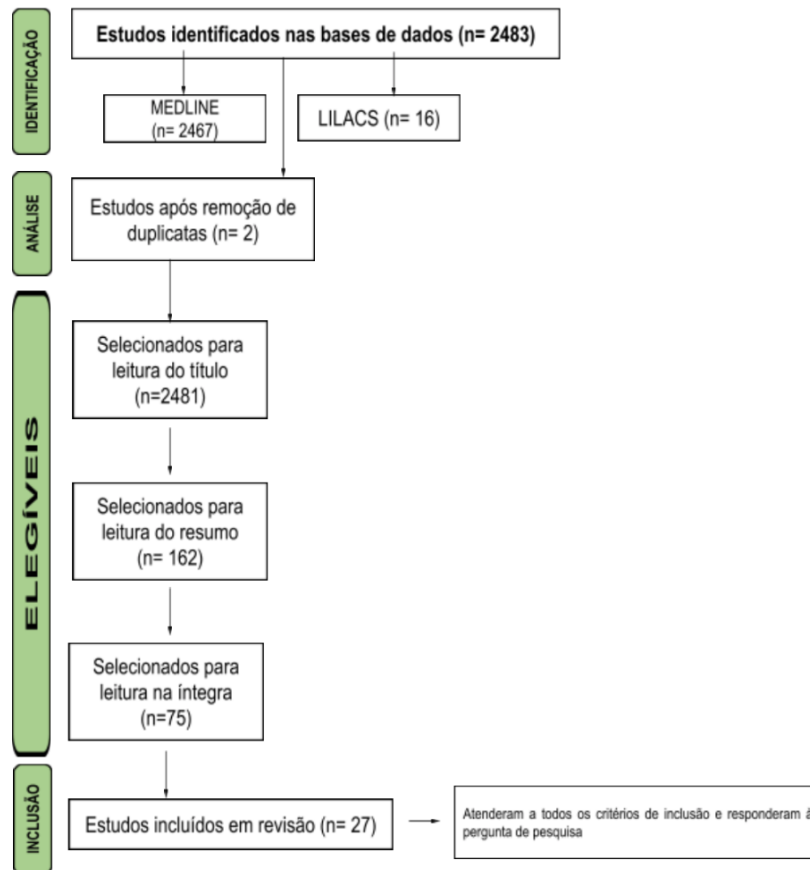 IDENTIFICAÇÃO
Estudos identificados nas bases de dados (n= 2483)
MEDLINE
(n= 2467)
LILACS (n= 16)
ANÁLISE
Estudos após remoção de
duplicatas (n= 2)
ELEGÍVEIS
Selecionados para
leitura do título
(n=2481)
Selecionados para
leitura do resumo
(n= 162)
Selecionados para
leitura na íntegra
(n=75)
INCLUSÃO
Estudos incluídos em revisão (n= 27)
Atenderam a todos os critérios de inclusão e responderam à
pergunta de pesquisa